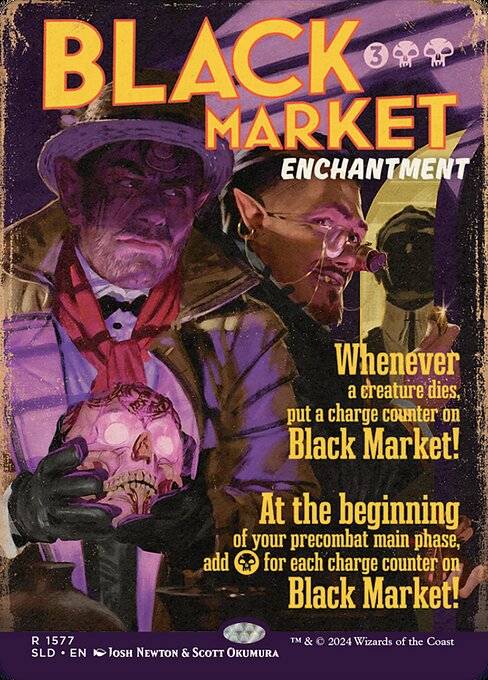 BLACK
MARKET
3
ENCHANTMENT
Whenever
a creature dies,
put a charge counter on
Black Market!
At the beginning
of your precombat main phase,
add for each charge counter on
Black Market!
R 1577
SLD • EN Josh Newton & Scott Okumura
™ & © 2024 Wizards of the Coast